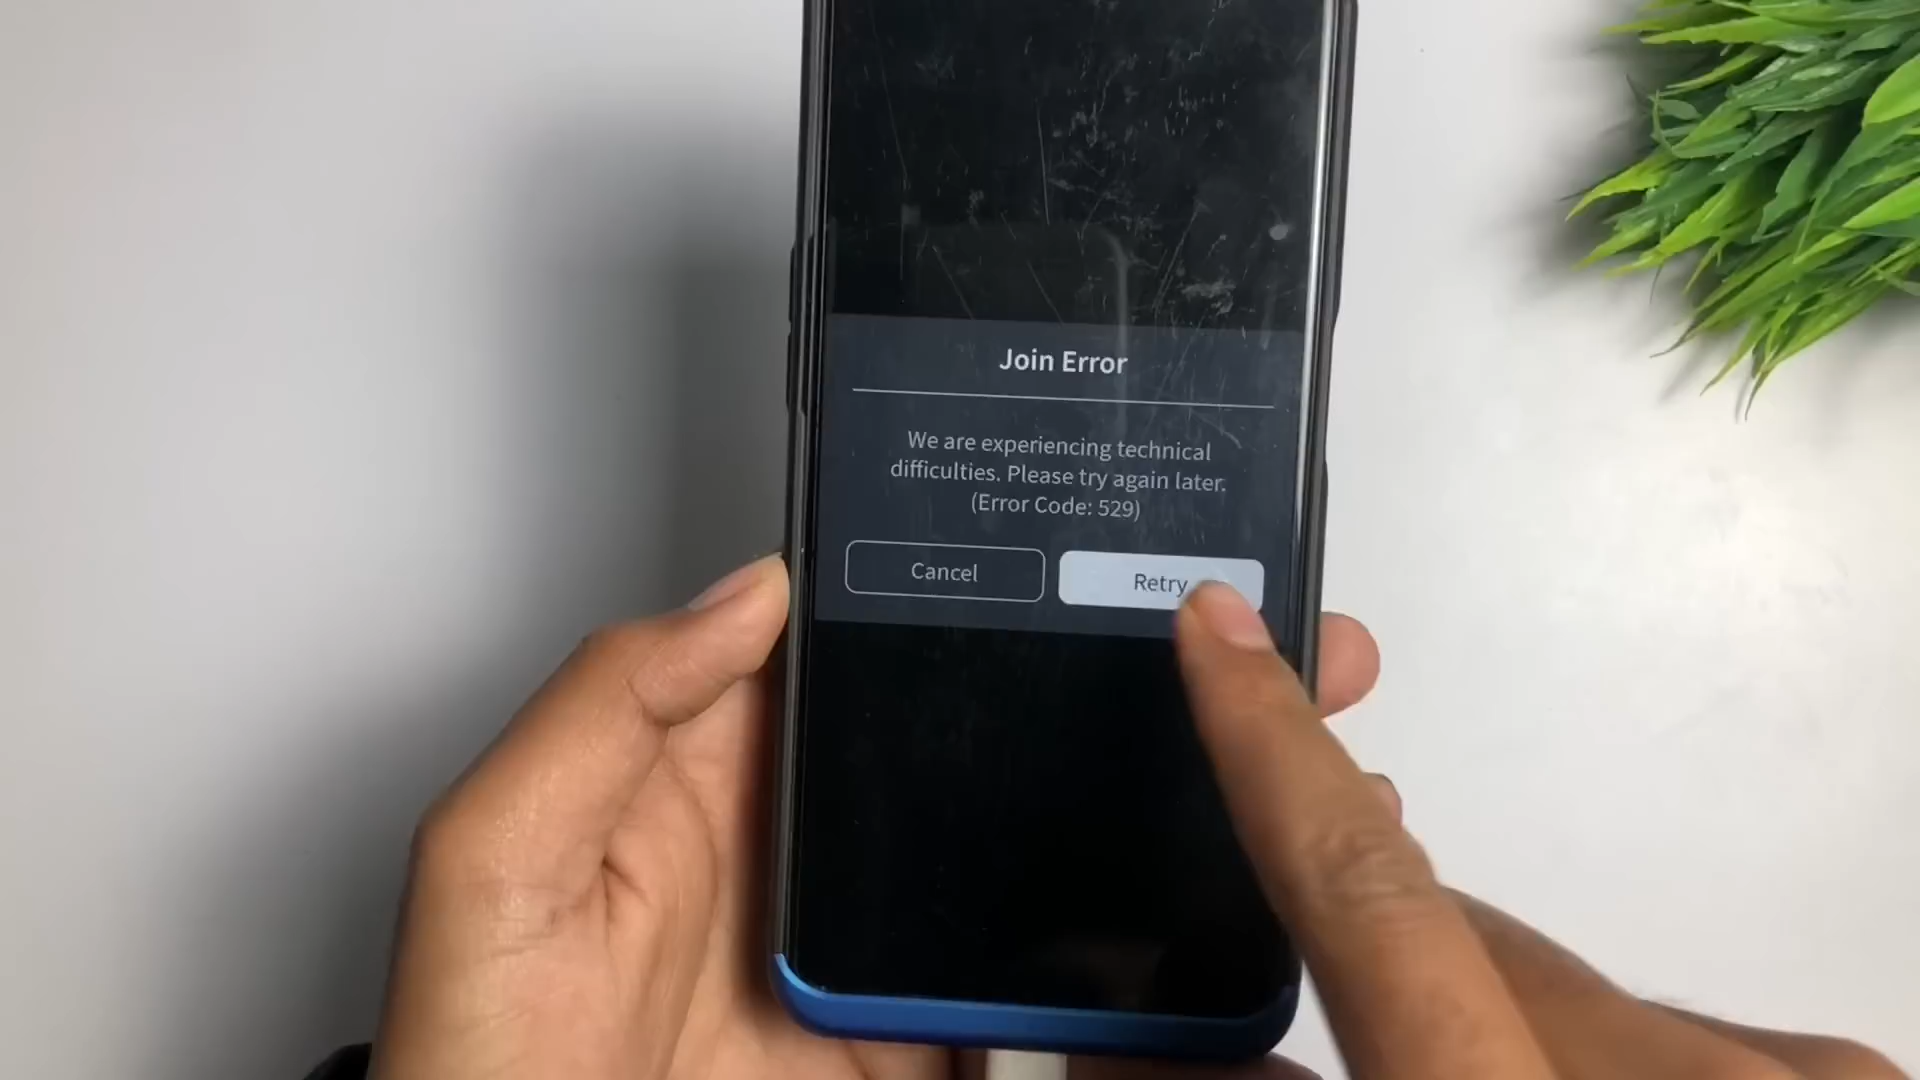 Join Error
We are experiencing technical
difficulties. Please try again later.
(Error Code: 529)
Cancel
Retry